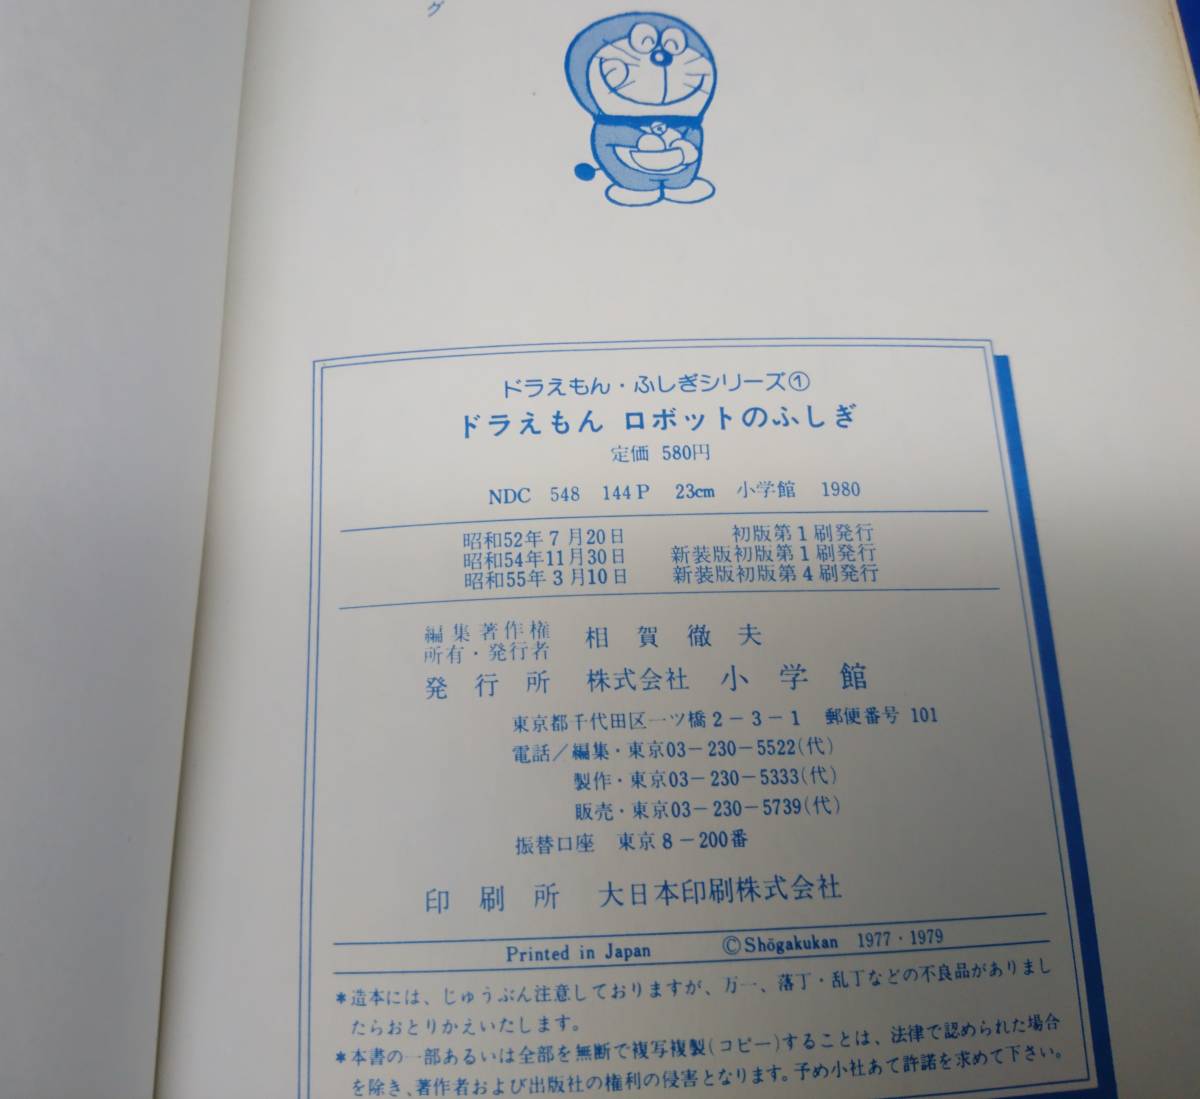 グ
ドラえもん・ふしぎシリーズ①
ドラえもん ロボットのふしぎ
定価 580円
NDC 548 144P 23cm 小学館 1980
昭和52年7月20日 初版第1刷発行
昭和54年11月30日 新装版初版第1刷発行
昭和55年3月10日 新装版初版第4刷発行
編集著作権
所有・発行者 相賀徹夫
発行所 株式会社 小学館
東京都千代田区一ツ橋2-3-1 郵便番号 101
電話/編集・東京03-230-5522(代)
製作・東京03-230-5333(代)
販売・東京03-230-5739(代)
振替口座 東京8-200番
印刷所 大日本印刷株式会社
Printed in Japan ©Shōgakukan 1977・1979
*造本には、じゅうぶん注意しておりますが、万一、落丁・乱丁などの不良品がありまし
たらおとりかえいたします。
*本書の一部あるいは全部を無断で複写複製(コピー)することは、法律で認められた場合
を除き、著作者および出版社の権利の侵害となります。予め小社あて許諾を求めて下さい。